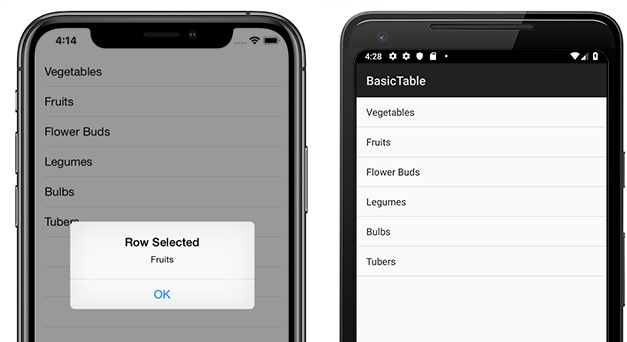 4:14
Vegetables
Fruits
Flower Buds
Legumes
Bulbs
Tubers
Row Selected
Fruits
OK
4:28
BasicTable
Vegetables
Fruits
Flower Buds
Legumes
Bulbs
Tubers